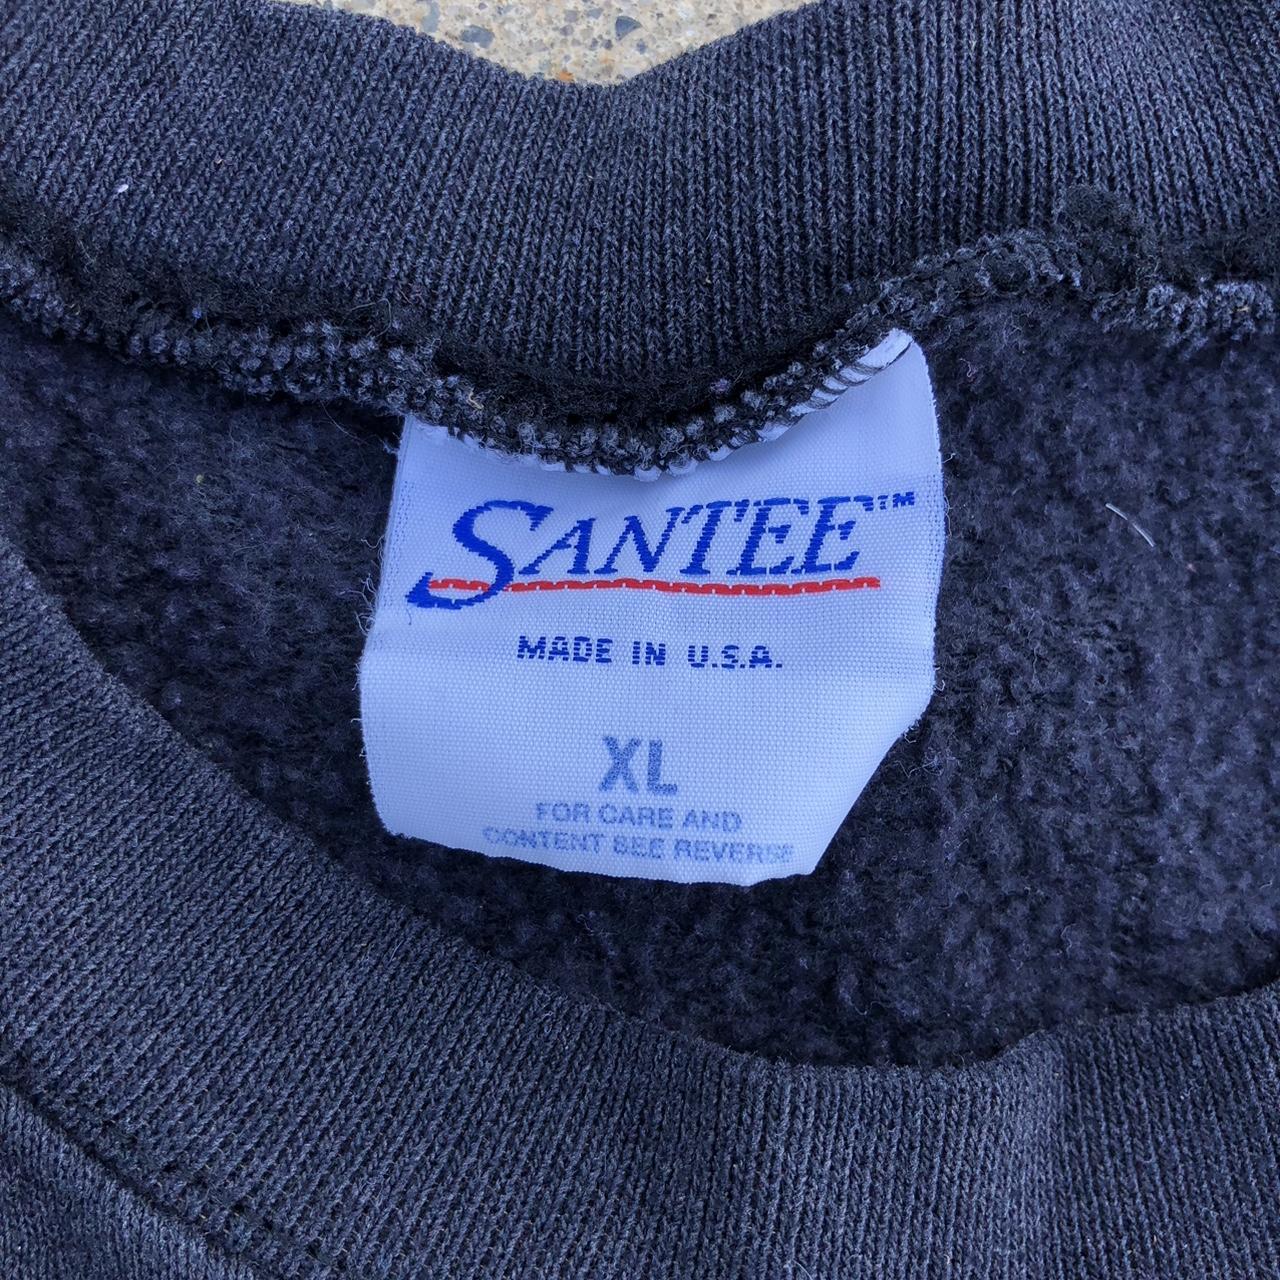 SANTEE™
MADE IN U.S.A.
XL
FOR CARE AND
CONTENT SEE REVERSE